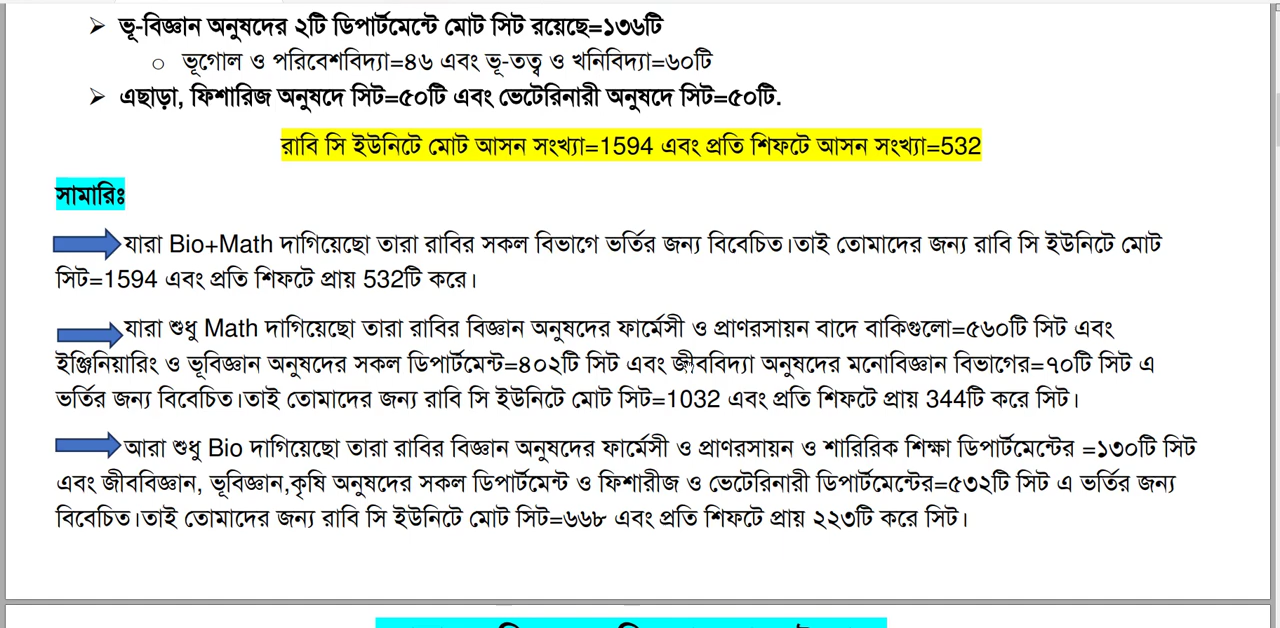 ➢ ভূ-বিজ্ঞান অনুষদের ২টি ডিপার্টমেন্টে মোট সিট রয়েছে=১৩৬টি
○ ভূগোল ও পরিবেশবিদ্যা=৪৬ এবং ভূ-তত্ব ও খনিবিদ্যা=৬০টি
➢ এছাড়া, ফিশারিজ অনুষদে সিট=৫০টি এবং ভেটেরিনারী অনুষদে সিট=৫০টি.
রাবি সি ইউনিটে মোট আসন সংখ্যা=1594 এবং প্রতি শিফটে আসন সংখ্যা=532
সামারিঃ
যারা Bio+Math দাগিয়েছো তারা রাবির সকল বিভাগে ভর্তির জন্য বিবেচিত।তাই তোমাদের জন্য রাবি সি ইউনিটে মোট
সিট=1594 এবং প্রতি শিফটে প্রায় 532টি করে।
যারা শুধু Math দাগিয়েছো তারা রাবির বিজ্ঞান অনুষদের ফার্মেসী ও প্রাণরসায়ন বাদে বাকিগুলো=৫৬০টি সিট এবং
ইঞ্জিনিয়ারিং ও ভূবিজ্ঞান অনুষদের সকল ডিপার্টমেন্ট=৪০২টি সিট এবং জীববিদ্যা অনুষদের মনোবিজ্ঞান বিভাগের=৭০টি সিট এ
ভর্তির জন্য বিবেচিত।তাই তোমাদের জন্য রাবি সি ইউনিটে মোট সিট=1032 এবং প্রতি শিফটে প্রায় 344টি করে সিট।
আরা শুধু Bio দাগিয়েছো তারা রাবির বিজ্ঞান অনুষদের ফার্মেসী ও প্রাণরসায়ন ও শারিরিক শিক্ষা ডিপার্টমেন্টের =১৩০টি সিট
এবং জীববিজ্ঞান, ভূবিজ্ঞান,কৃষি অনুষদের সকল ডিপার্টমেন্ট ও ফিশারীজ ও ভেটেরিনারী ডিপার্টমেন্টের=৫৩২টি সিট এ ভর্তির জন্য
বিবেচিত।তাই তোমাদের জন্য রাবি সি ইউনিটে মোট সিট=৬৬৮ এবং প্রতি শিফটে প্রায় ২২৩টি করে সিট।